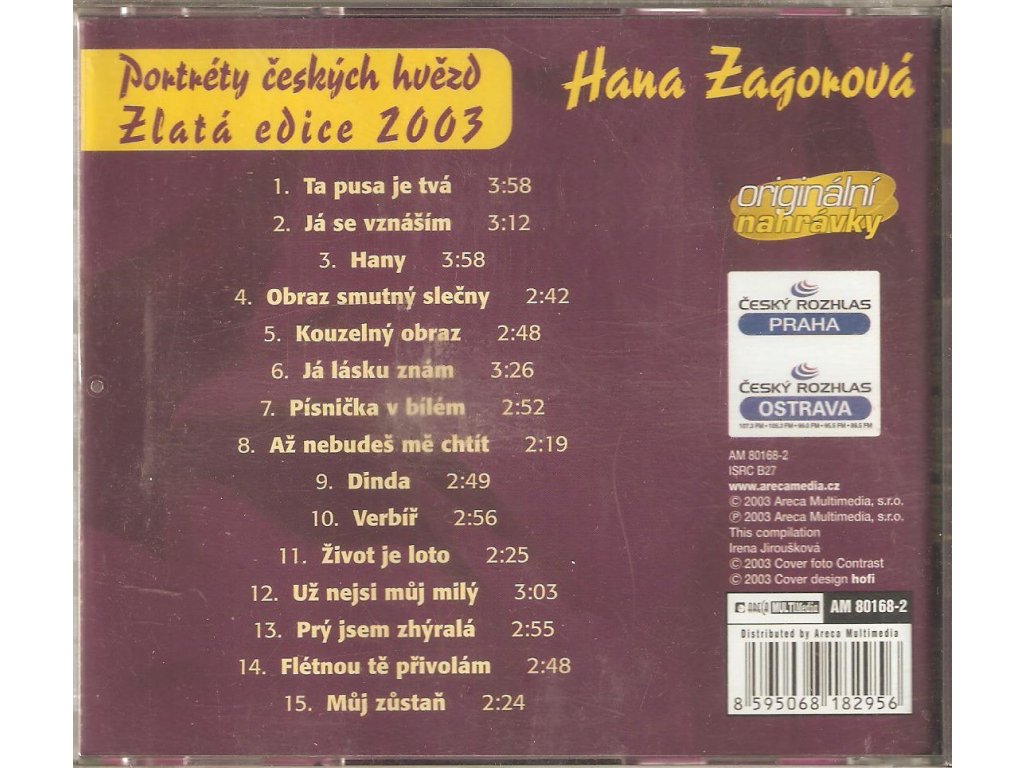 Portréty českých hvězd
Zlatá edice 2003
Hana Zagorová
1. Ta pusa je tvá 3:58
2. Já se vznáším 3:12
3. Hany 3:58
4. Obraz smutný slečny 2:42
5. Kouzelný obraz 2:48
6. Já lásku znám 3:26
7. Písnička v bílém 2:52
8. Až nebudeš mě chtít 2:19
9. Dinda 2:49
10. Verbíř 2:56
11. Život je loto 2:25
12. Už nejsi můj milý 3:03
13. Prý jsem zhýralá 2:55
14. Flétnou tě přivolám 2:48
15. Můj zůstaň 2:24
originální
nahrávky
ČESKÝ ROZHLAS
PRAHA
ČESKÝ ROZHLAS
OSTRAVA
AM 80168-2
ISRC B27
www.arecamedia.cz
© 2003 Areca Multimedia, s.r.o.
℗ 2003 Areca Multimedia, s.r.o.
This compilation
Irena Jiroušková
© 2003 Cover foto Contrast
© 2003 Cover design hofi
ARECA MULTIMedia AM 80168-2
Distributed by Areca Multimedia
8 595068 182956